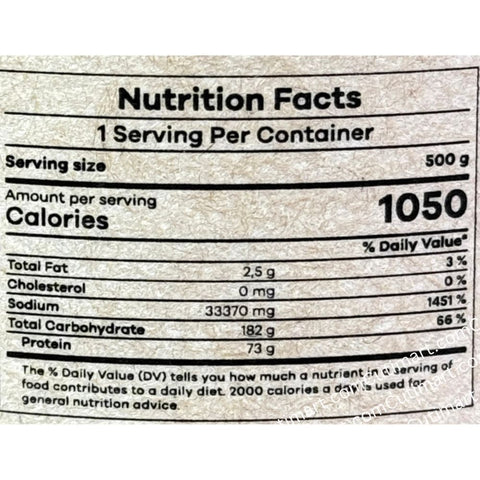 Nutrition Facts
1 Serving Per Container
Serving size 500 g
Amount per serving
Calories 1050
% Daily Value*
Total Fat 2,5 g 3 %
Cholesterol 0 mg 0 %
Sodium 33370 mg 1451 %
Total Carbohydrate 182 g 66 %
Protein 73 g
The % Daily Value (DV) tells you how much a nutrient in a serving of
food contributes to a daily diet. 2000 calories a day is used for
general nutrition advice.